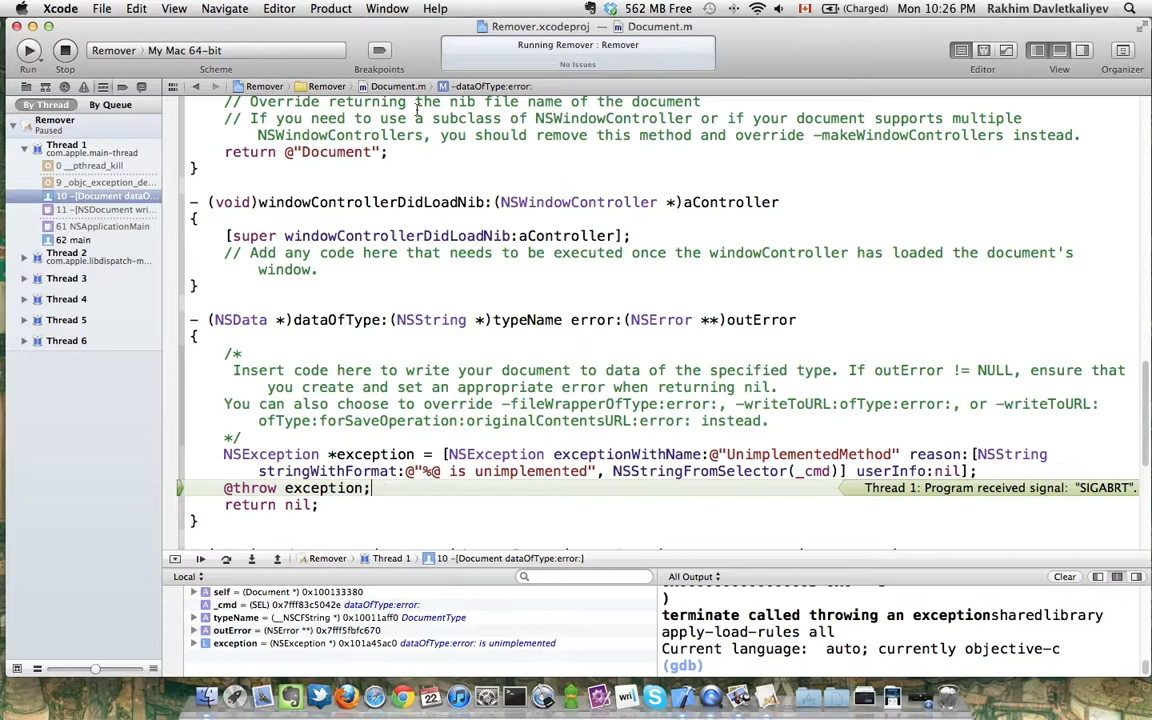 Xcode File Edit View Navigate Editor Product Window Help 562 MB Free (Charged) Mon 10:26 PM Rakhim Davletkaliyev
Remover.xcodeproj › Document.m
Remover › My Mac 64-bit
Running Remover : Remover
No Issues
Run Stop Scheme Breakpoints Editor View Organizer
Remover › Remover › Document.m › M -dataOfType:error:
By Thread By Queue
Remover
Paused
Thread 1
com.apple.main-thread
0 __pthread_kill
9 _objc_exception_de...
10 -[Document dataO...
11 -[NSDocument wri...
61 NSApplicationMain
62 main
Thread 2
com.apple.libdispatch-m...
Thread 3
Thread 4
Thread 5
Thread 6
// Override returning the nib file name of the document
// If you need to use a subclass of NSWindowController or if your document supports multiple
NSWindowControllers, you should remove this method and override -makeWindowControllers instead.
return @"Document";
}
- (void)windowControllerDidLoadNib:(NSWindowController *)aController
{
[super windowControllerDidLoadNib:aController];
// Add any code here that needs to be executed once the windowController has loaded the document's
window.
}
- (NSData *)dataOfType:(NSString *)typeName error:(NSError **)outError
{
/*
Insert code here to write your document to data of the specified type. If outError != NULL, ensure that
you create and set an appropriate error when returning nil.
You can also choose to override -fileWrapperOfType:error:, -writeToURL:ofType:error:, or -writeToURL:
ofType:forSaveOperation:originalContentsURL:error: instead.
*/
NSException *exception = [NSException exceptionWithName:@"UnimplementedMethod" reason:[NSString
stringWithFormat:@"%@ is unimplemented", NSStringFromSelector(_cmd)] userInfo:nil];
@throw exception; Thread 1: Program received signal: "SIGABRT".
return nil;
}
Remover › Thread 1 › 10 -[Document dataOfType:error:]
Local All Output Clear
self = (Document *) 0x100133380
_cmd = (SEL) 0x7fff83c5042e dataOfType:error:
typeName = (__NSCFString *) 0x10011aff0 DocumentType
outError = (NSError **) 0x7fff5fbfc670
exception = (NSException *) 0x101a45ac0 dataOfType:error: is unimplemented
)
terminate called throwing an exceptionsharedlibrary
apply-load-rules all
Current language: auto; currently objective-c
(gdb)
22